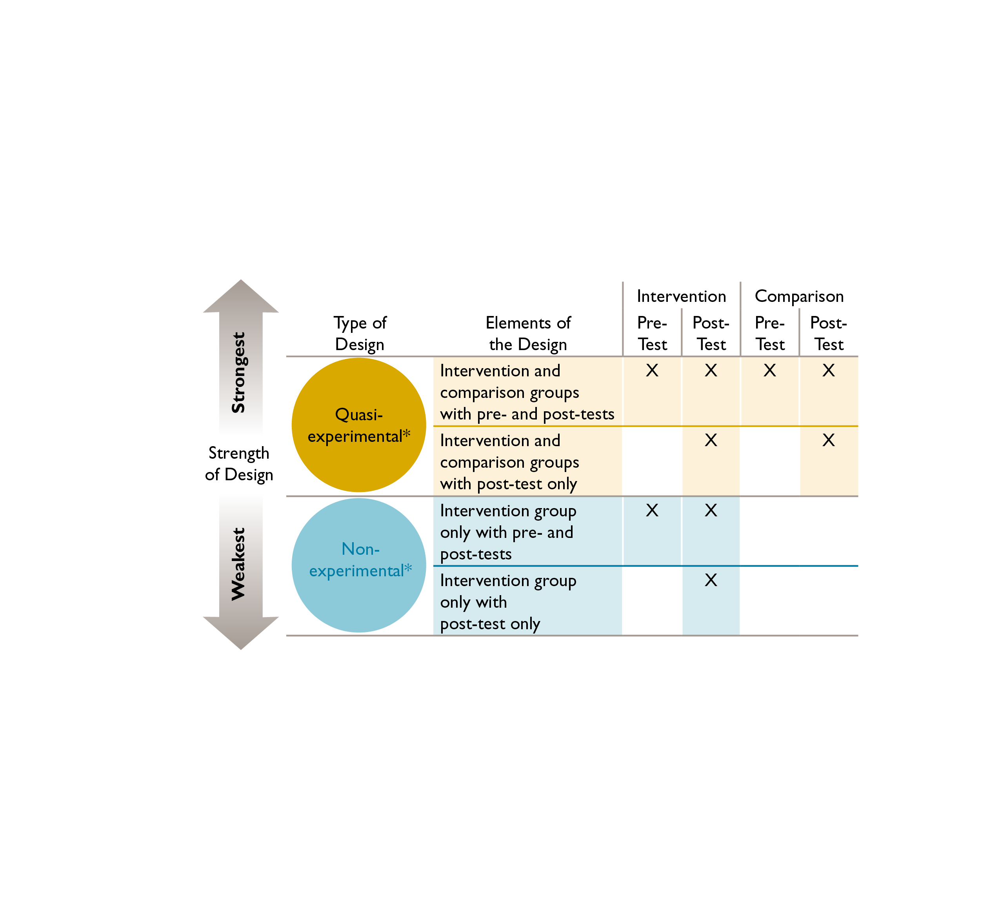 Strongest
Strength
of Design
Weakest
Intervention
Comparison
Type of
Design
Elements of
the Design
Pre-
Test
Post-
Test
Pre-
Test
Post-
Test
Quasi-
experimental*
Intervention and
comparison groups
with pre- and post-tests
X X X X
Intervention and
comparison groups
with post-test only
X X
Non-
experimental*
Intervention group
only with pre- and
post-tests
X X
Intervention group
only with
post-test only
X